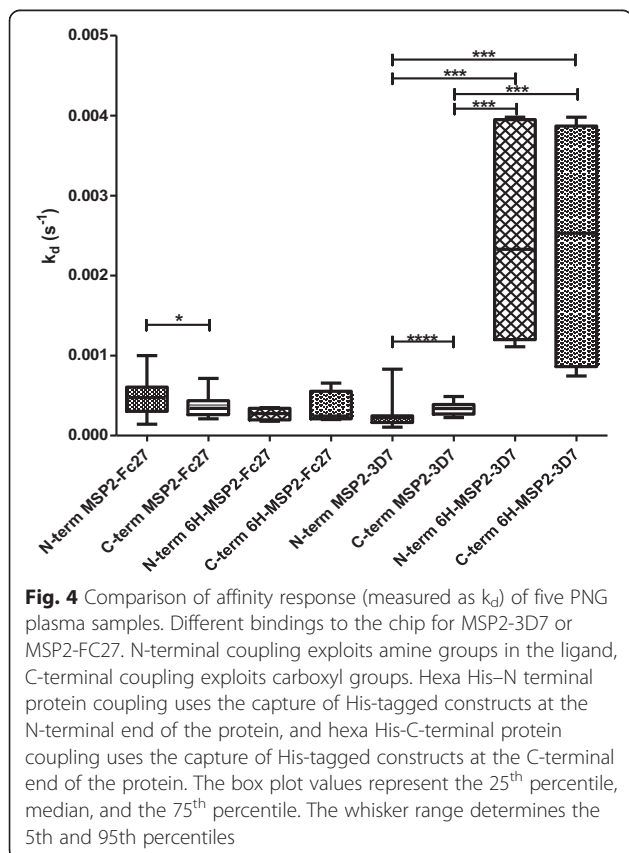 0.005
***
***
0.004
***
***
0.003
kd (s-1)
0.002
*
****
0.001
0.000
N-term MSP2-Fc27
C-term MSP2-Fc27
N-term 6H-MSP2-Fc27
C-term 6H-MSP2-Fc27
N-term MSP2-3D7
C-term MSP2-3D7
N-term 6H-MSP2-3D7
C-term 6H-MSP2-3D7
Fig. 4 Comparison of affinity response (measured as kd) of five PNG
plasma samples. Different bindings to the chip for MSP2-3D7 or
MSP2-FC27. N-terminal coupling exploits amine groups in the ligand,
C-terminal coupling exploits carboxyl groups. Hexa His–N terminal
protein coupling uses the capture of His-tagged constructs at the
N-terminal end of the protein, and hexa His-C-terminal protein
coupling uses the capture of His-tagged constructs at the C-terminal
end of the protein. The box plot values represent the 25th percentile,
median, and the 75th percentile. The whisker range determines the
5th and 95th percentiles